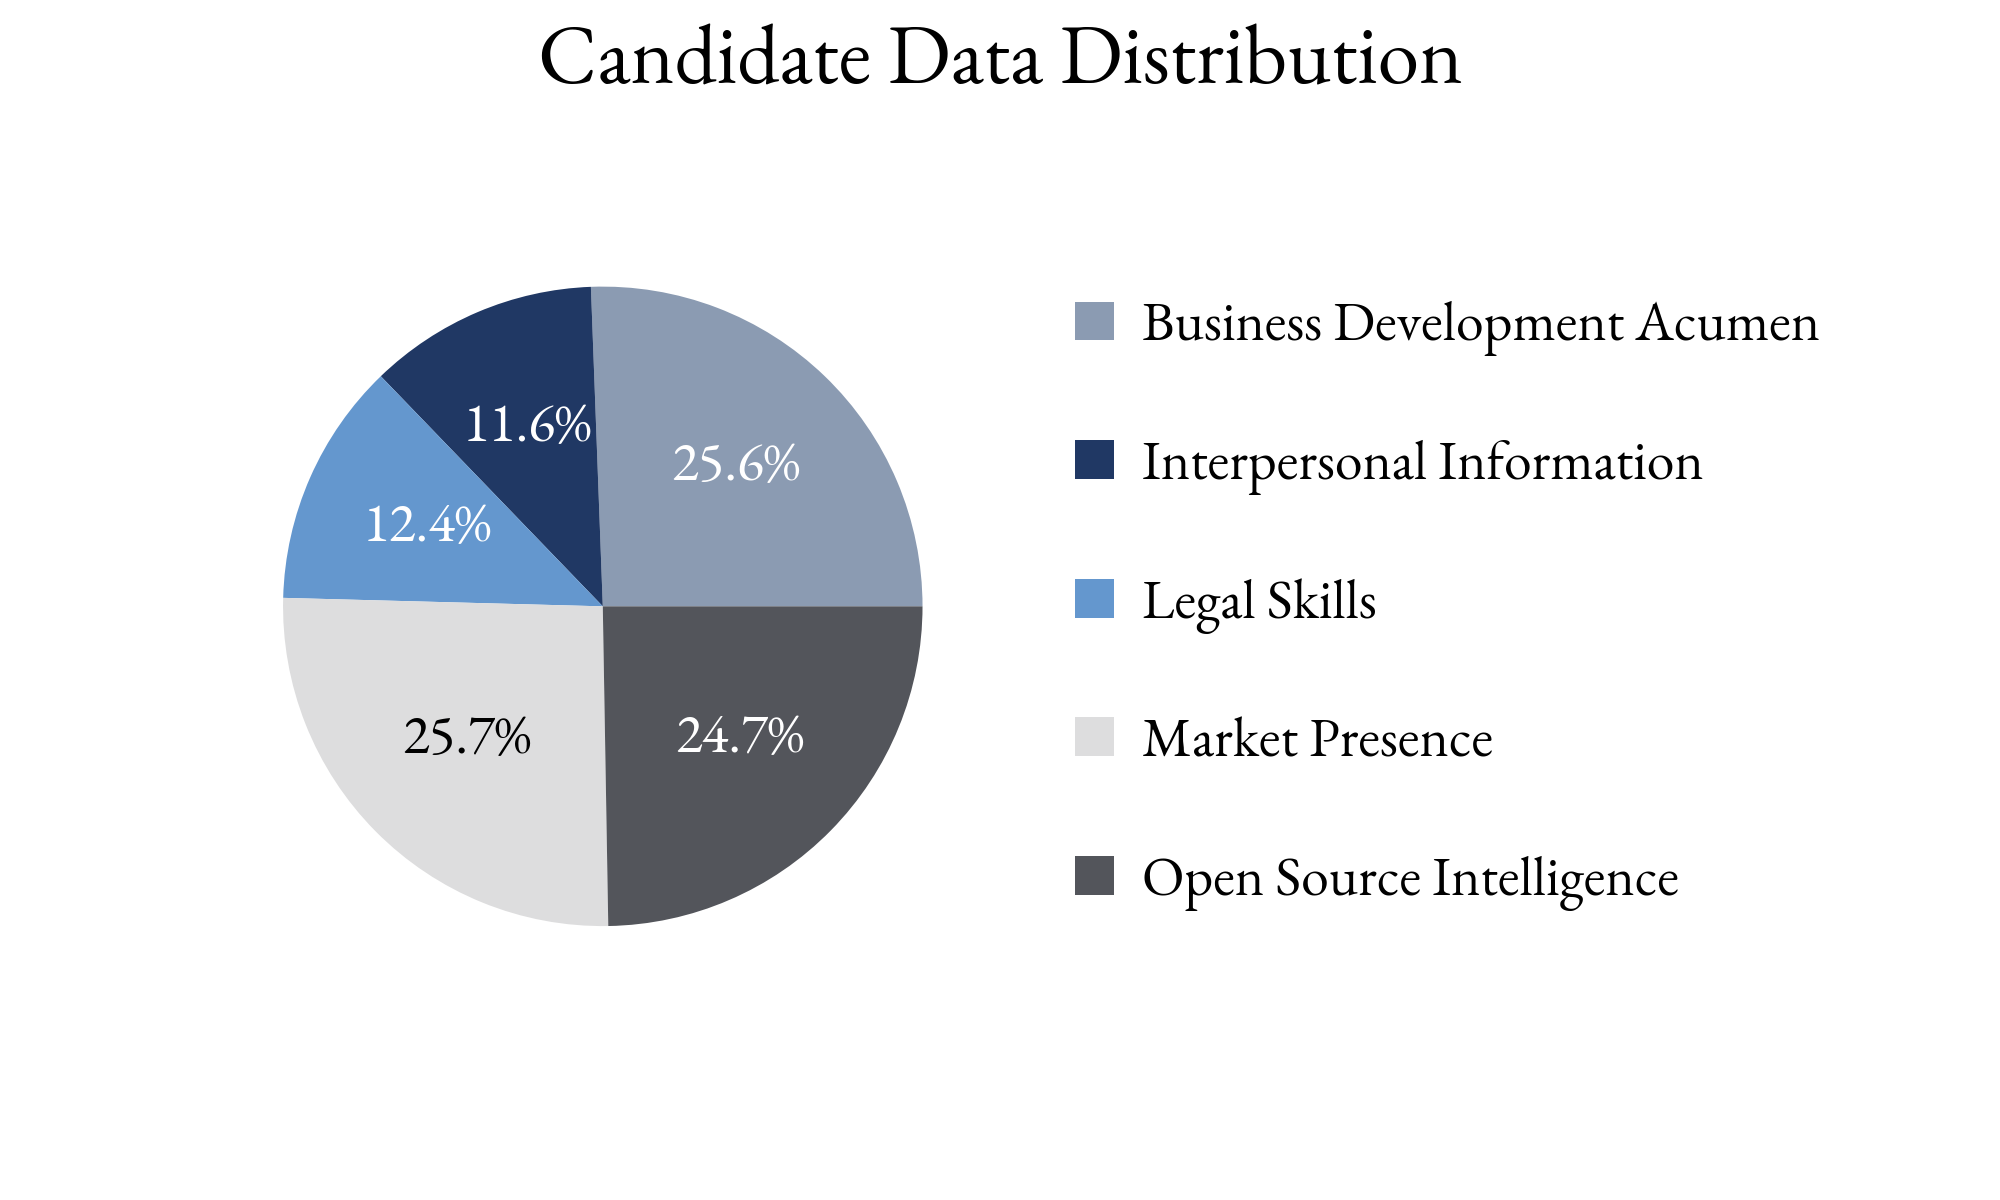 Candidate Data Distribution
Business Development Acumen
11.6%
25.6%
Interpersonal Information
12.4%
Legal Skills
25.7%
24.7%
Market Presence
Open Source Intelligence